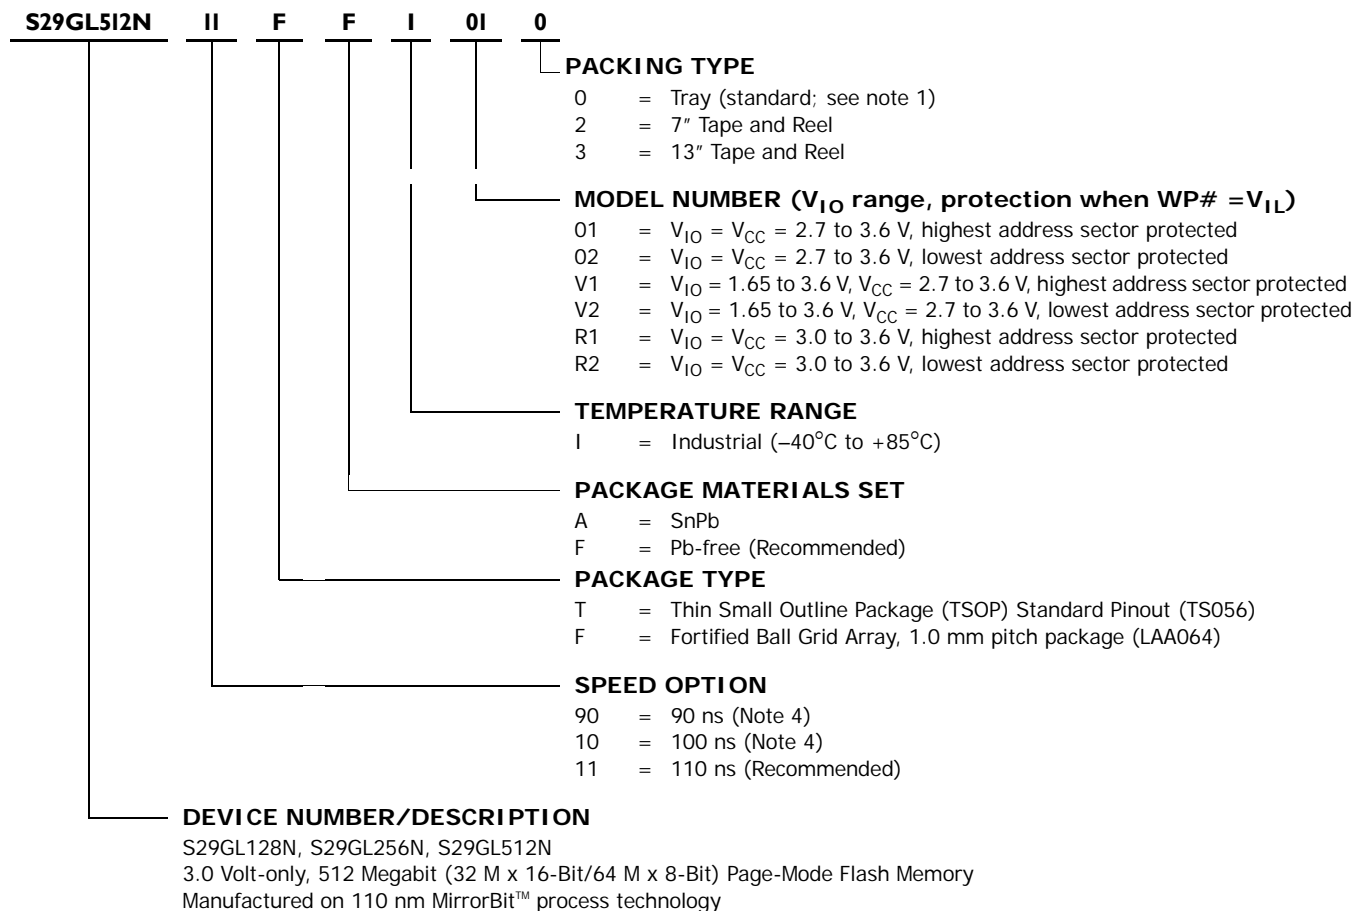 S29GL512N 11 F F I 01 0
PACKING TYPE
0 = Tray (standard; see note 1)
2 = 7″ Tape and Reel
3 = 13″ Tape and Reel
MODEL NUMBER (VIO range, protection when WP# =VIL)
01 = VIO = VCC = 2.7 to 3.6 V, highest address sector protected
02 = VIO = VCC = 2.7 to 3.6 V, lowest address sector protected
V1 = VIO = 1.65 to 3.6 V, VCC = 2.7 to 3.6 V, highest address sector protected
V2 = VIO = 1.65 to 3.6 V, VCC = 2.7 to 3.6 V, lowest address sector protected
R1 = VIO = VCC = 3.0 to 3.6 V, highest address sector protected
R2 = VIO = VCC = 3.0 to 3.6 V, lowest address sector protected
TEMPERATURE RANGE
I = Industrial (–40°C to +85°C)
PACKAGE MATERIALS SET
A = SnPb
F = Pb-free (Recommended)
PACKAGE TYPE
T = Thin Small Outline Package (TSOP) Standard Pinout (TS056)
F = Fortified Ball Grid Array, 1.0 mm pitch package (LAA064)
SPEED OPTION
90 = 90 ns (Note 4)
10 = 100 ns (Note 4)
11 = 110 ns (Recommended)
DEVICE NUMBER/DESCRIPTION
S29GL128N, S29GL256N, S29GL512N
3.0 Volt-only, 512 Megabit (32 M x 16-Bit/64 M x 8-Bit) Page-Mode Flash Memory
Manufactured on 110 nm MirrorBit™ process technology